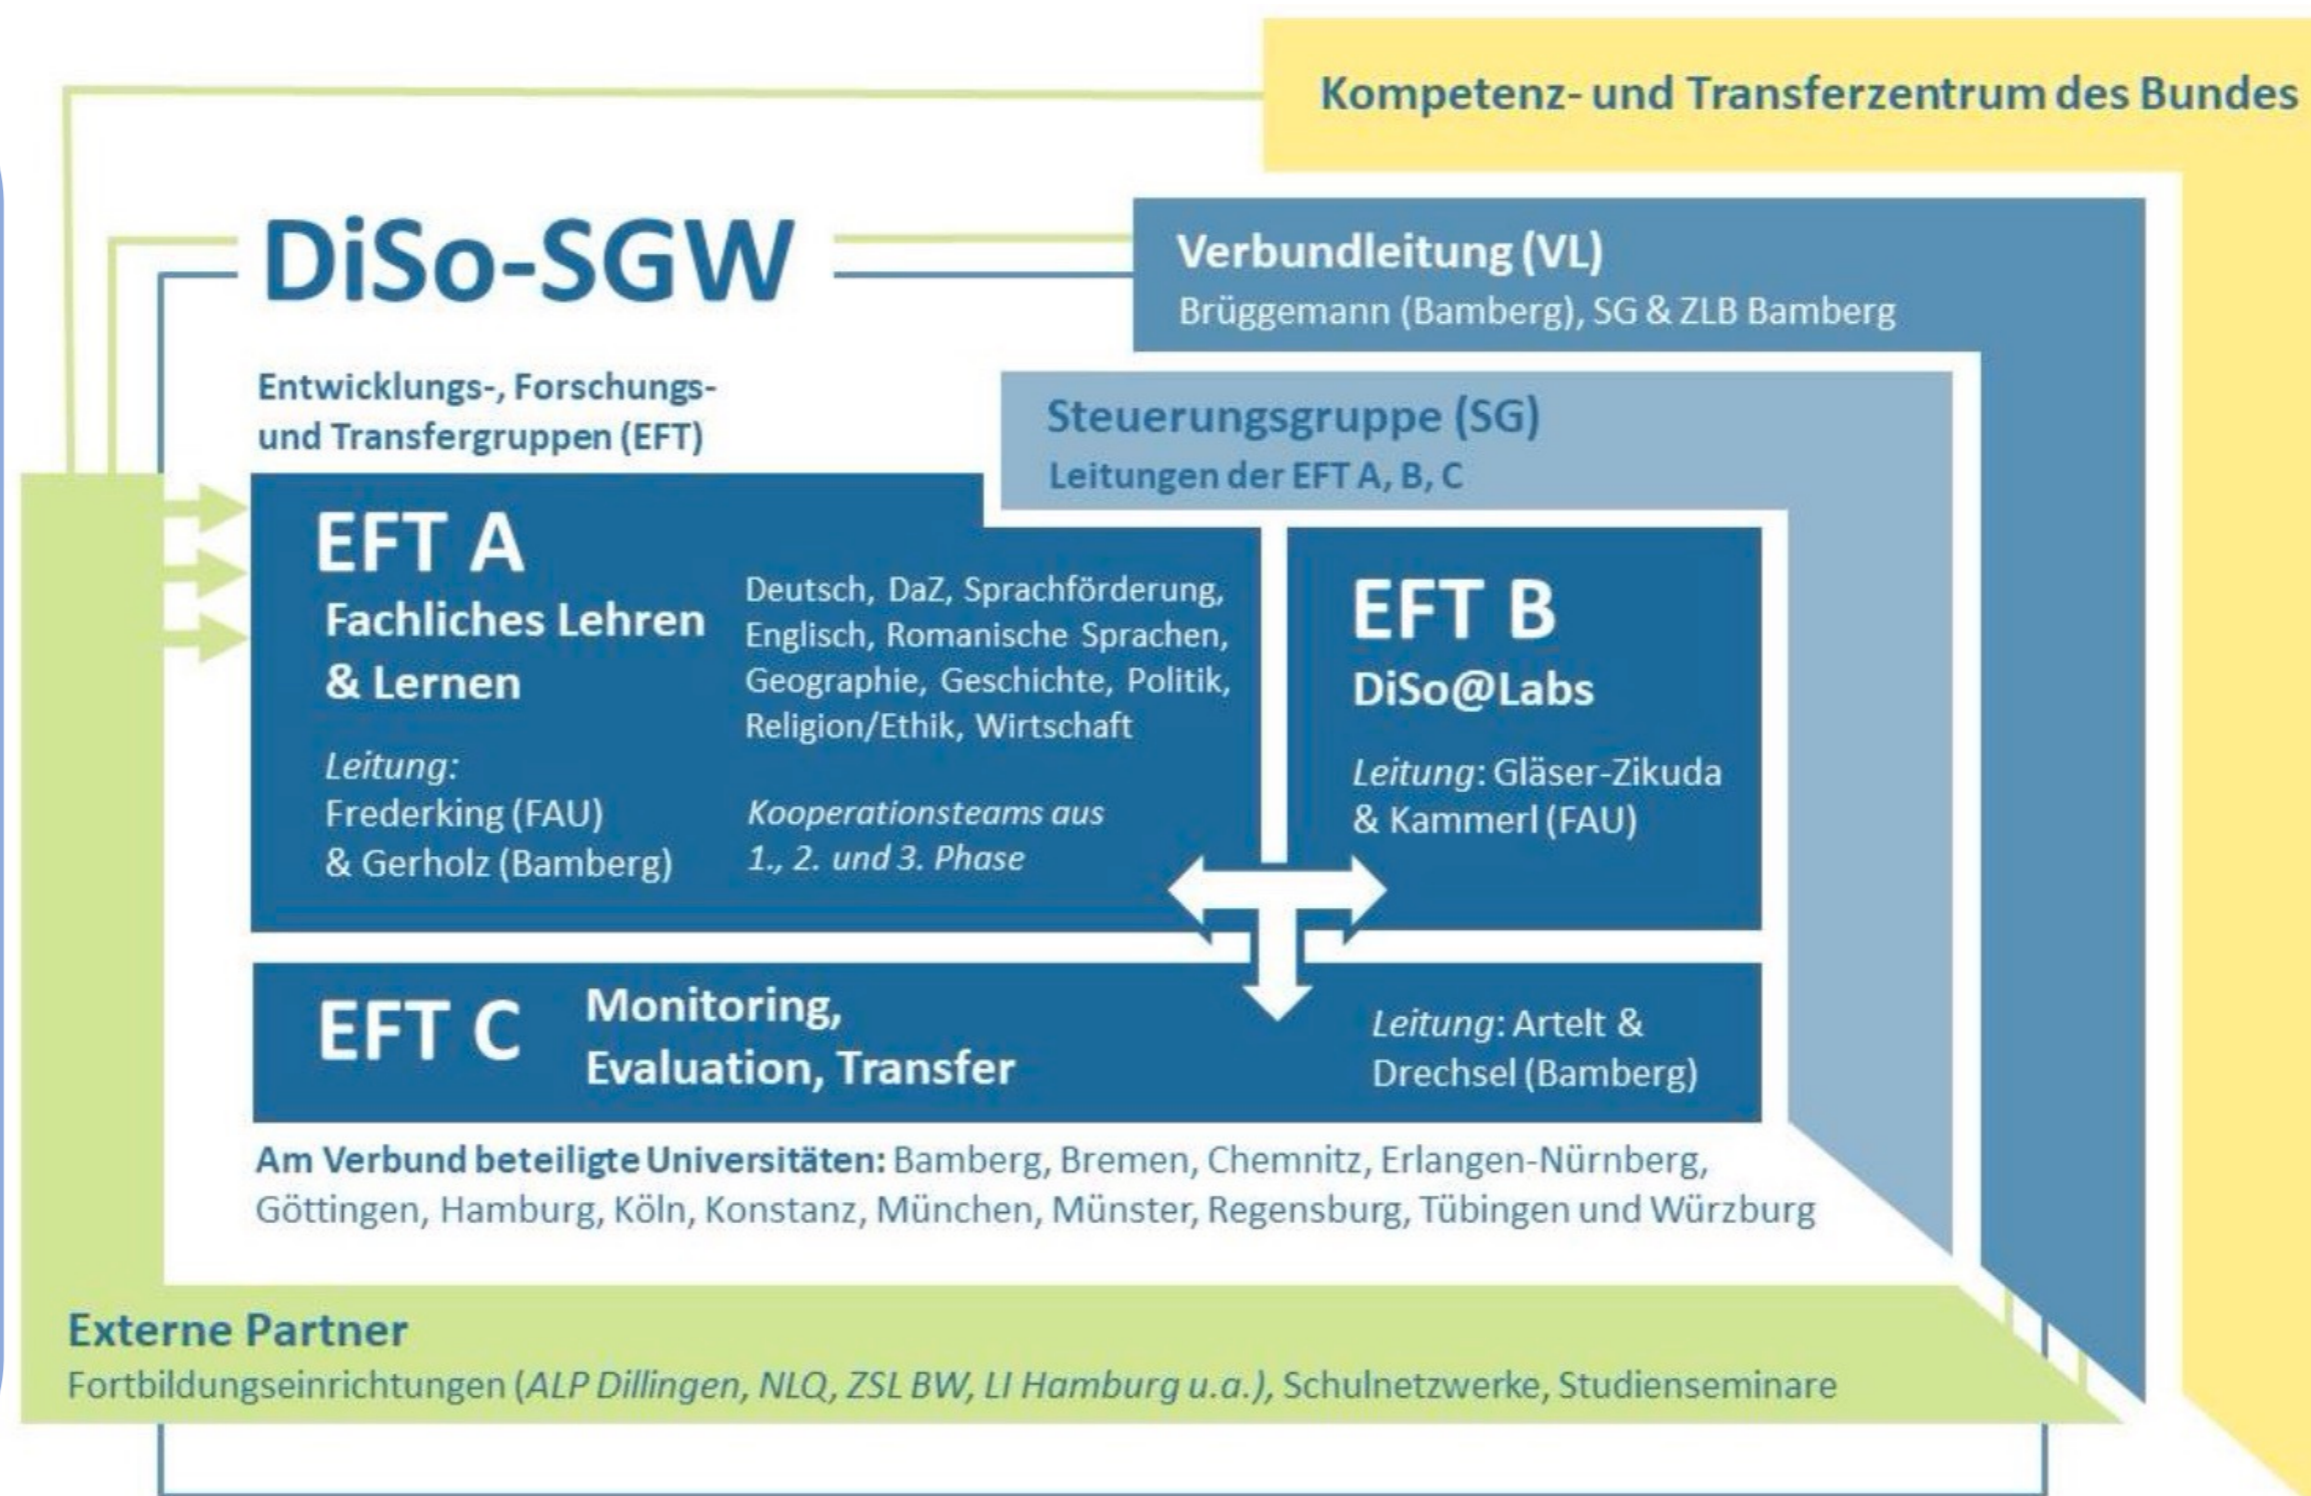 Kompetenz- und Transferzentrum des Bundes
DiSo-SGW
Verbundleitung (VL)
Brüggemann (Bamberg), SG & ZLB Bamberg
Entwicklungs-, Forschungs-
und Transfergruppen (EFT)
Steuerungsgruppe (SG)
Leitungen der EFT A, B, C
EFT A
Fachliches Lehren
& Lernen
Leitung:
Frederking (FAU)
& Gerholz (Bamberg)
Deutsch, DaZ, Sprachförderung,
Englisch, Romanische Sprachen,
Geographie, Geschichte, Politik,
Religion/Ethik, Wirtschaft
Kooperationsteams aus
1., 2. und 3. Phase
EFT B
DiSo@Labs
Leitung: Gläser-Zikuda
& Kammerl (FAU)
EFT C
Monitoring,
Evaluation, Transfer
Leitung: Artelt &
Drechsel (Bamberg)
Am Verbund beteiligte Universitäten: Bamberg, Bremen, Chemnitz, Erlangen-Nürnberg,
Göttingen, Hamburg, Köln, Konstanz, München, Münster, Regensburg, Tübingen und Würzburg
Externe Partner
Fortbildungseinrichtungen (ALP Dillingen, NLQ, ZSL BW, LI Hamburg u.a.), Schulnetzwerke, Studienseminare